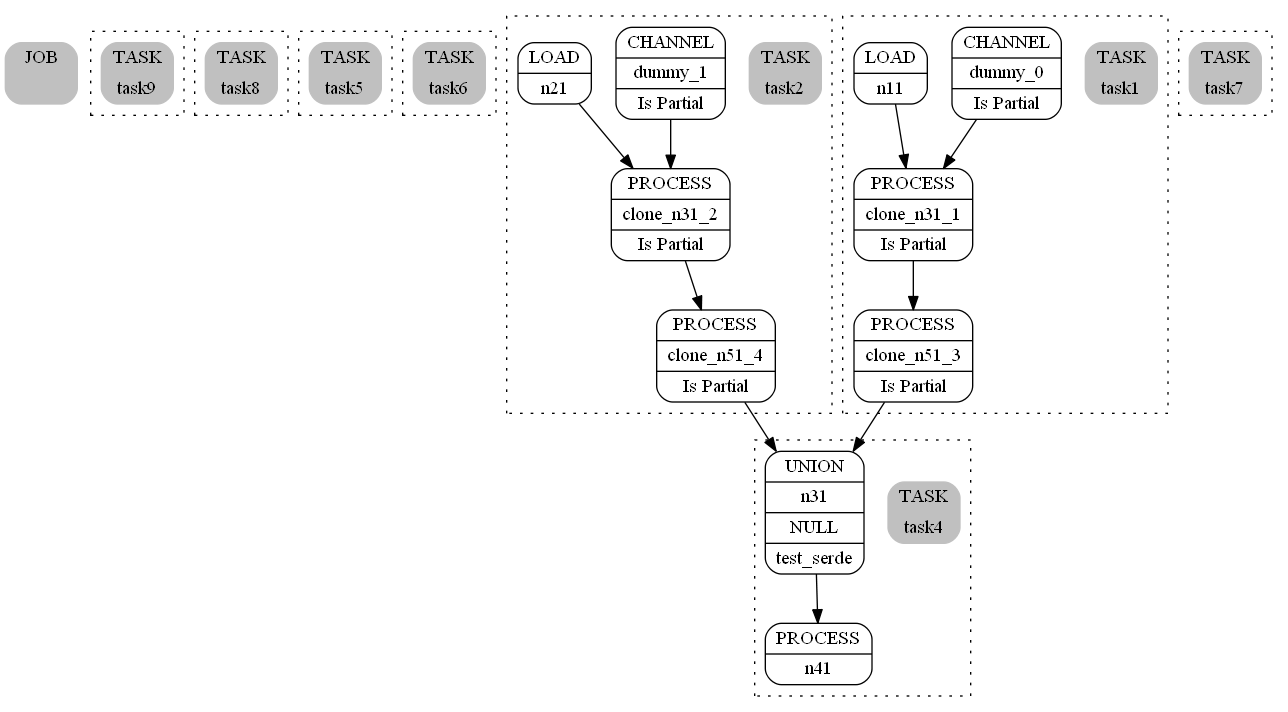 JOB
TASK
task9
TASK
task8
TASK
task5
TASK
task6
LOAD
n21
CHANNEL
dummy_1
Is Partial
TASK
task2
LOAD
n11
CHANNEL
dummy_0
Is Partial
TASK
task1
TASK
task7
PROCESS
clone_n31_2
Is Partial
PROCESS
clone_n31_1
Is Partial
PROCESS
clone_n51_4
Is Partial
PROCESS
clone_n51_3
Is Partial
UNION
n31
NULL
test_serde
TASK
task4
PROCESS
n41